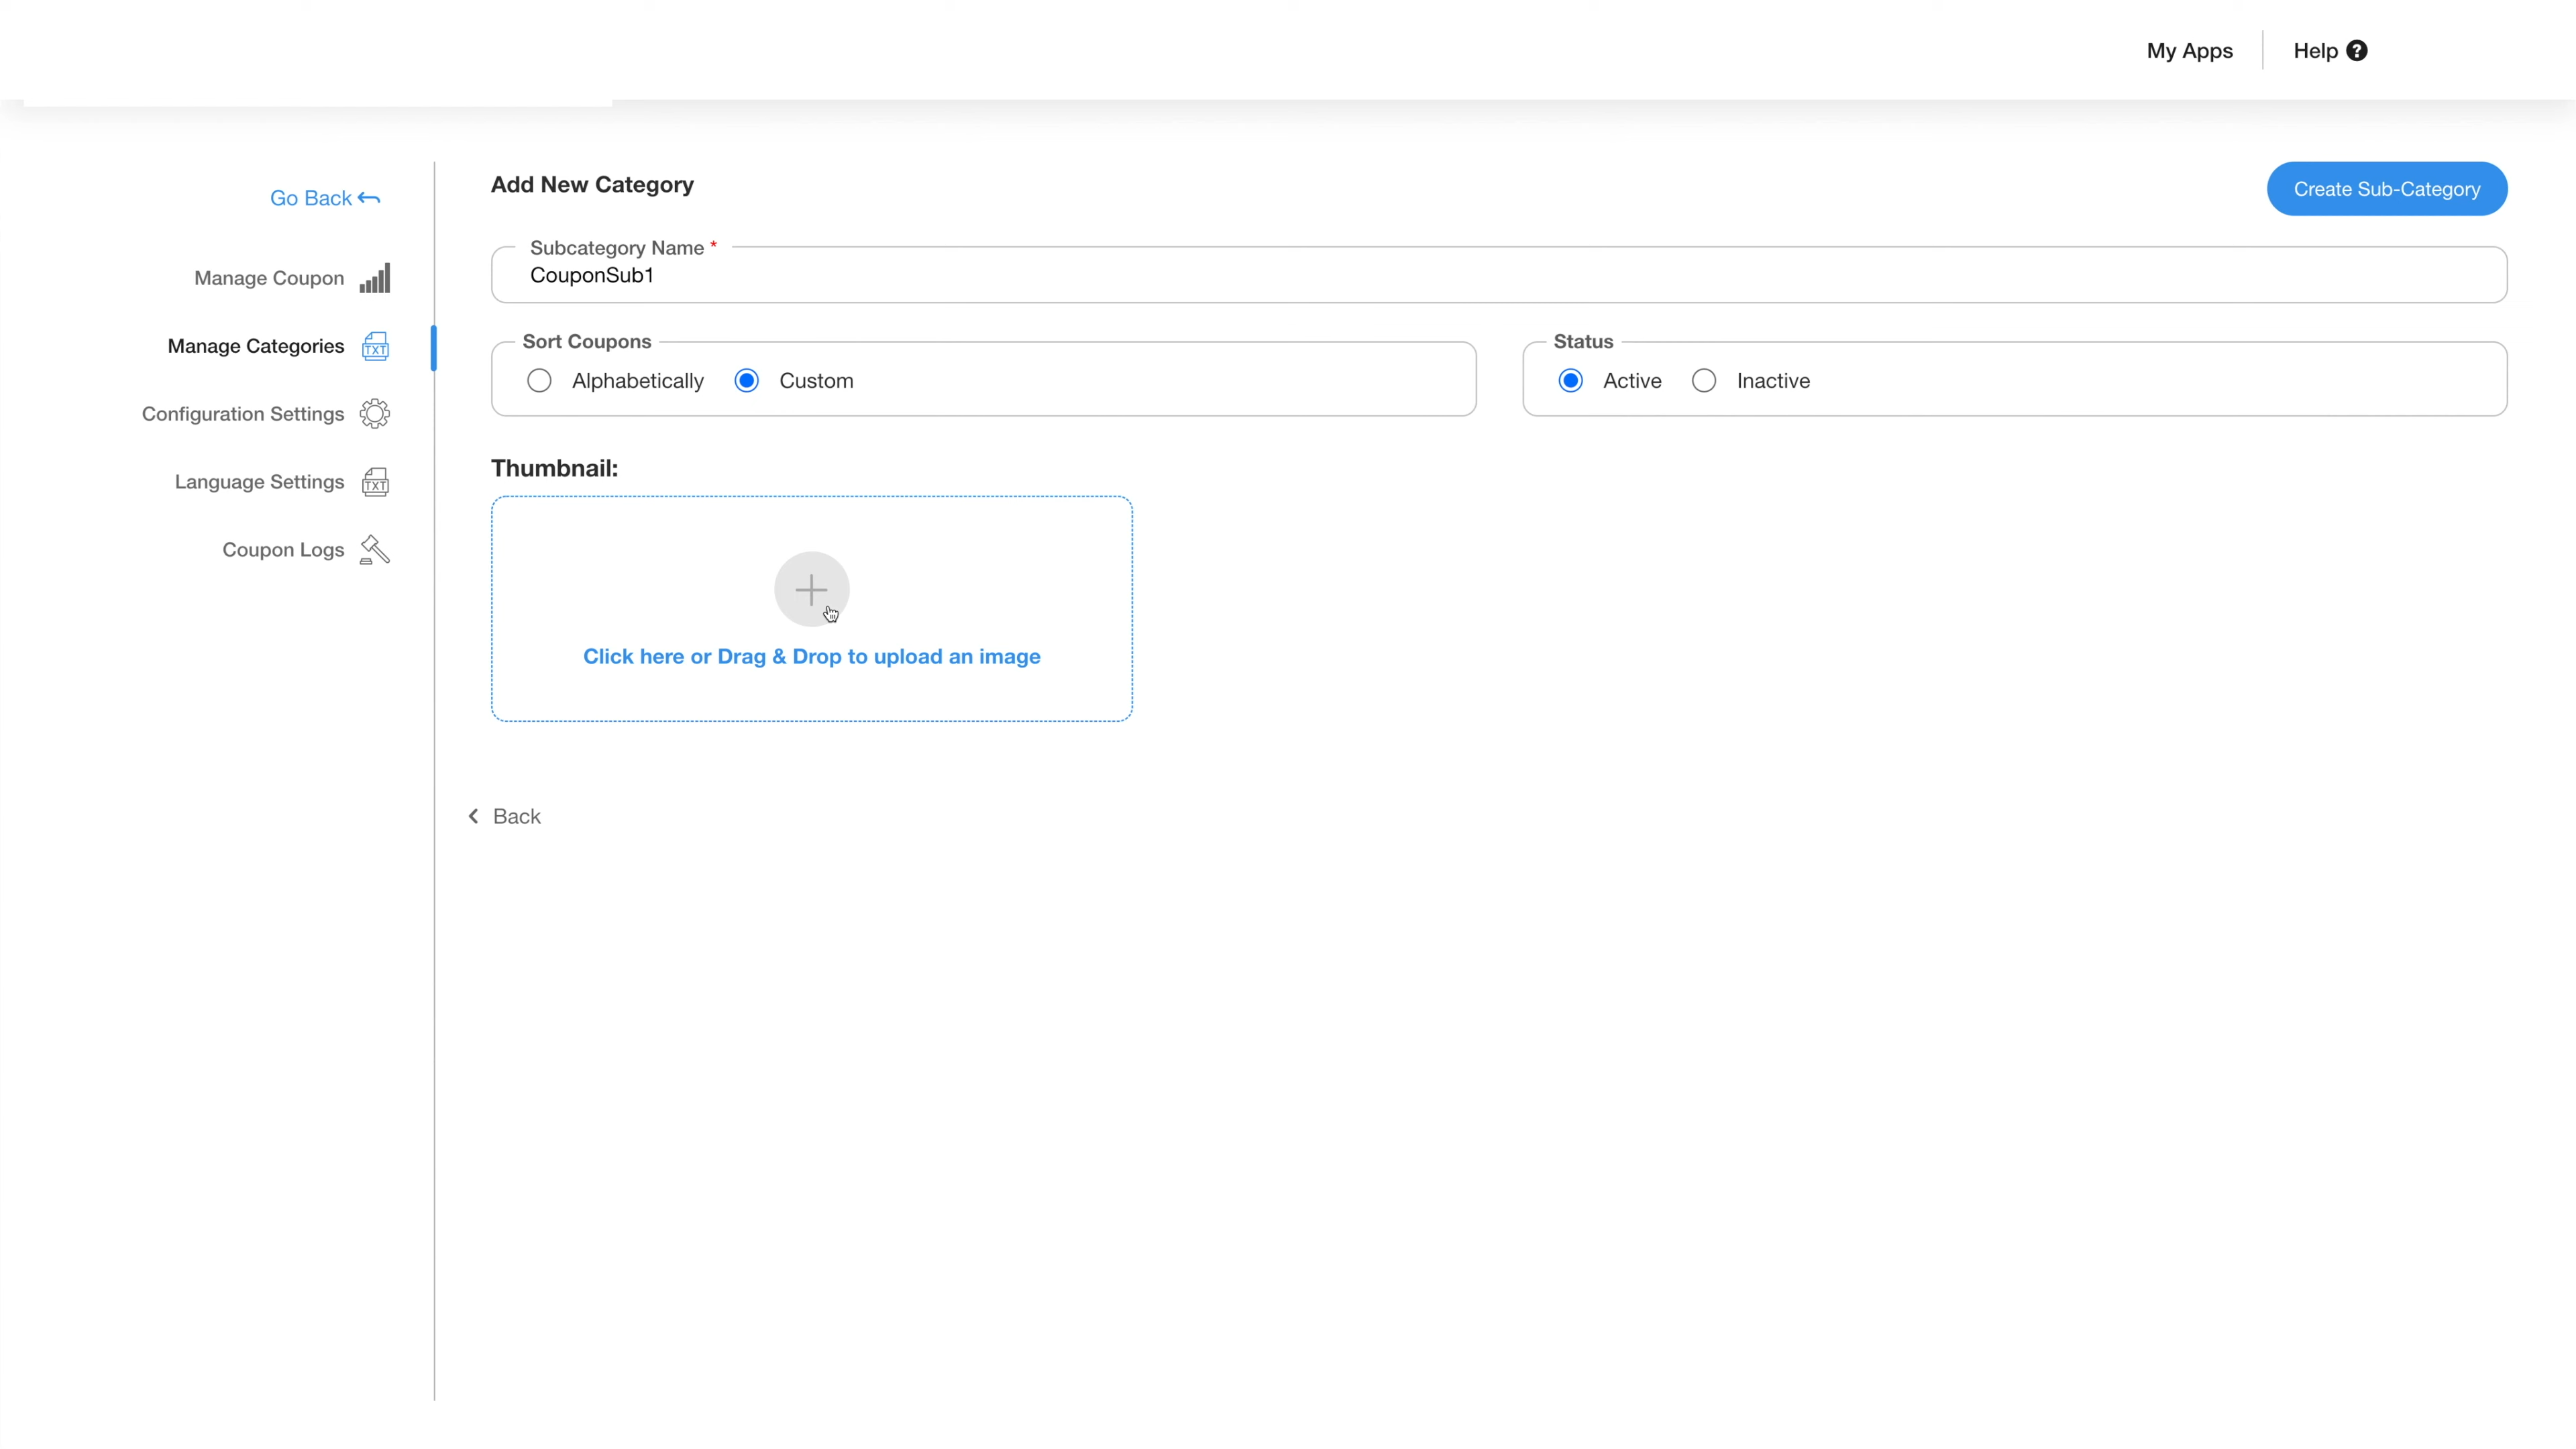 My Apps
Help ?
Go Back
Manage Coupon
Manage Categories TXT
Configuration Settings
Language Settings TXT
Coupon Logs
Add New Category
Create Sub-Category
Subcategory Name *
CouponSub1
Sort Coupons
Alphabetically Custom
Status
Active Inactive
Thumbnail:
Click here or Drag & Drop to upload an image
Back